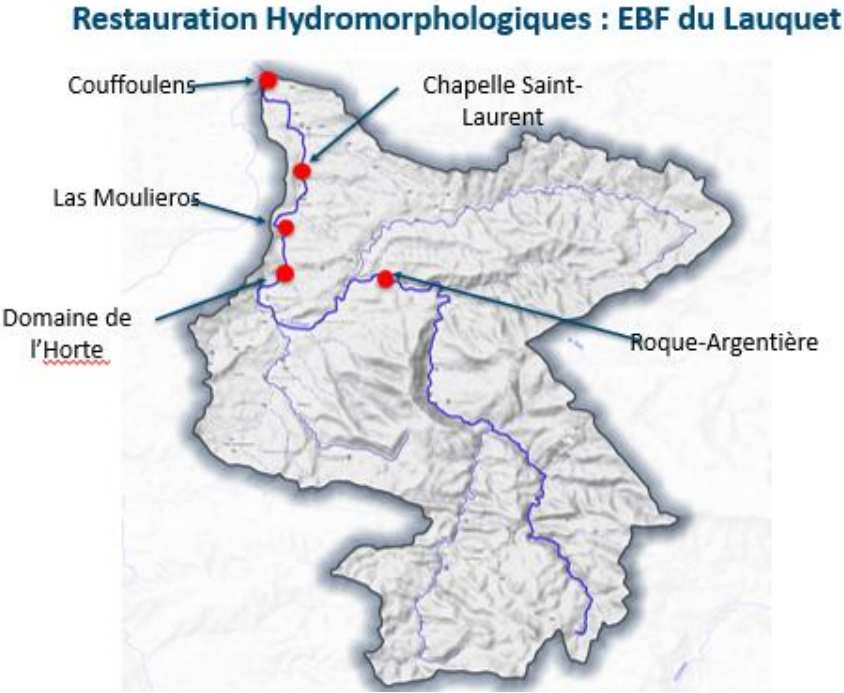 Restauration Hydromorphologiques : EBF du Lauquet
Couffoulens
Chapelle Saint-
Laurent
Las Moulieros
Domaine de
l'Horte
Roque-Argentière